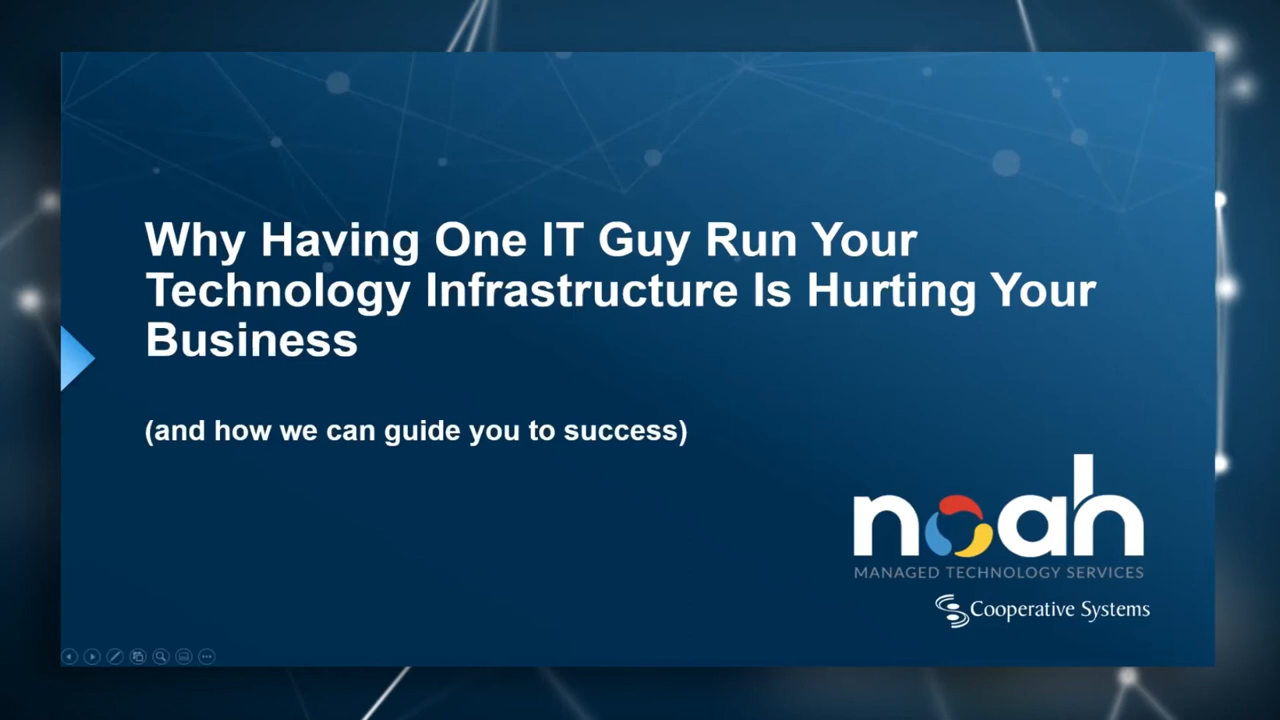 Why Having One IT Guy Run Your
Technology Infrastructure Is Hurting Your
Business
(and how we can guide you to success)
noah
MANAGED TECHNOLOGY SERVICES
Cooperative Systems